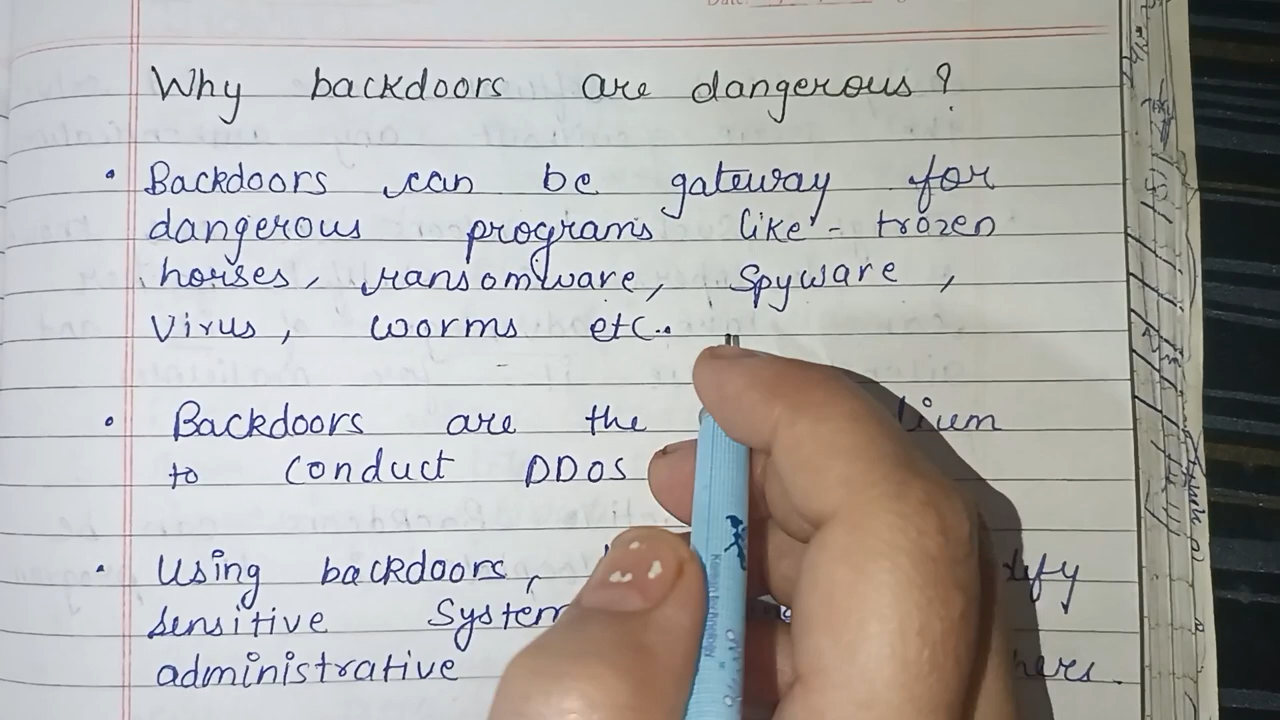 Why backdoors are dangerous?
• Backdoors can be gateway for
dangerous programs like - trozen
horses, ransomware, Spyware,
Virus, worms etc..
• Backdoors are the
to conduct DDOS
• Using backdoors,
sensitive System
administrative